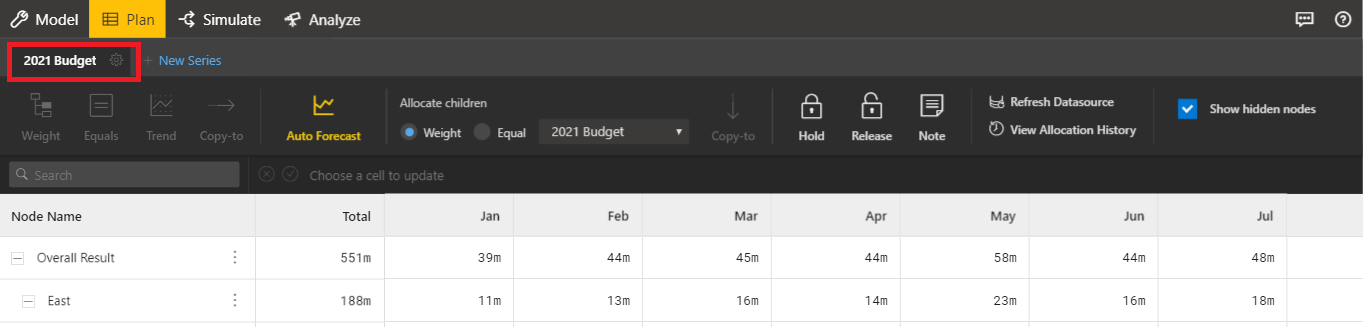 Model Plan Simulate Analyze
2021 Budget + New Series
Weight Equals Trend Copy-to Auto Forecast
Allocate children
Weight Equal 2021 Budget Copy-to
Hold Release Note
Refresh Datasource
View Allocation History
Show hidden nodes
Search Choose a cell to update
Node Name Total Jan Feb Mar Apr May Jun Jul
Overall Result 551m 39m 44m 45m 44m 58m 44m 48m
East 188m 11m 13m 16m 14m 23m 16m 18m